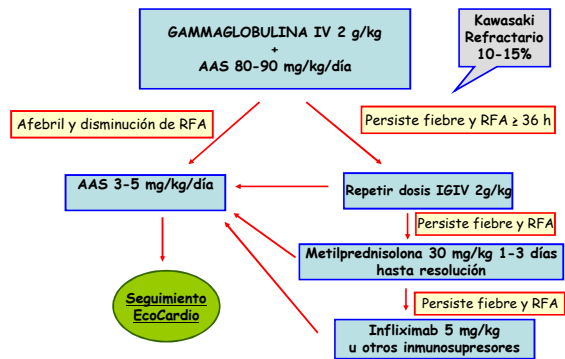 GAMMAGLOBULINA IV 2 g/kg
+
AAS 80-90 mg/kg/día
Kawasaki
Refractario
10-15%
Afebril y disminución de RFA
Persiste fiebre y RFA ≥ 36 h
AAS 3-5 mg/kg/día
Repetir dosis IGIV 2g/kg
Persiste fiebre y RFA
Metilprednisolona 30 mg/kg 1-3 días
hasta resolución
Seguimiento
EcoCardio
Persiste fiebre y RFA
Infliximab 5 mg/kg
u otros inmunosupresores